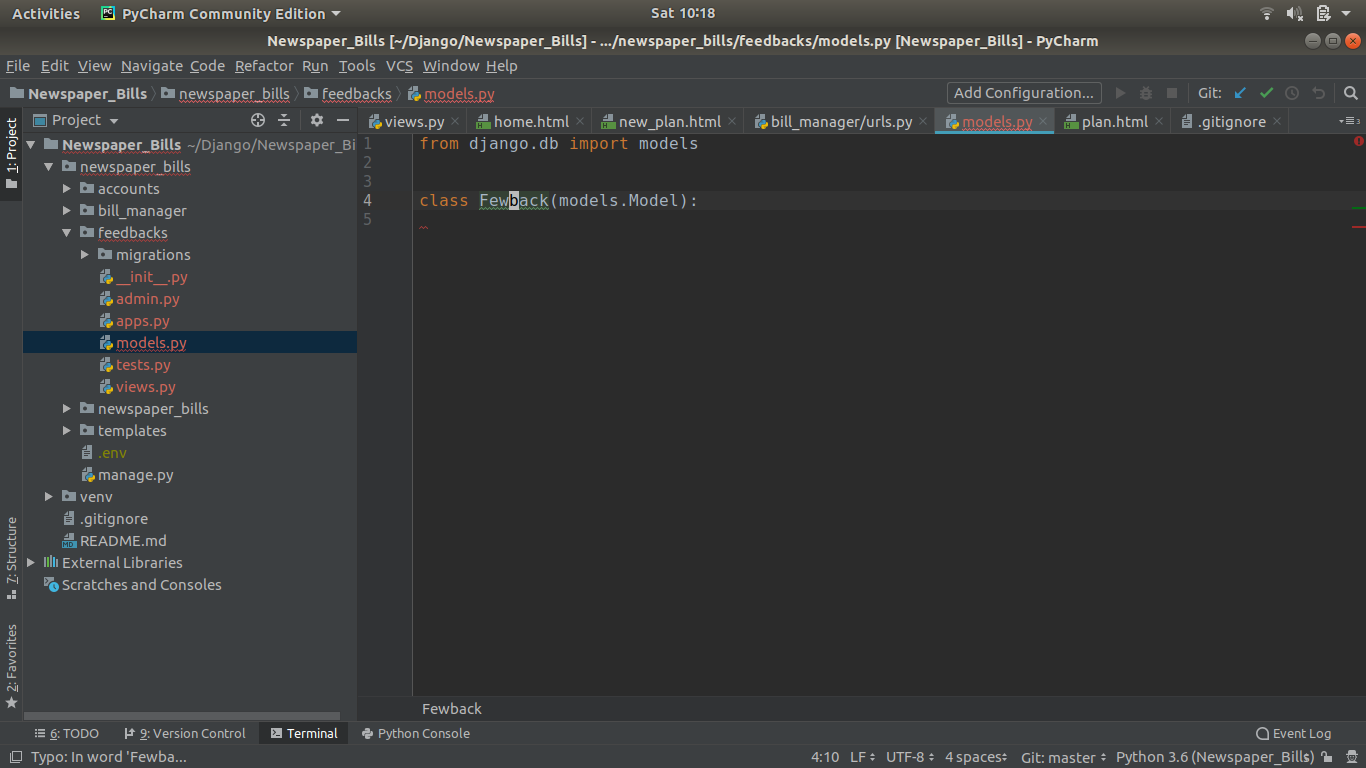 Activities PyCharm Community Edition Sat 10:18
Newspaper_Bills [~/Django/Newspaper_Bills] - .../newspaper_bills/feedbacks/models.py [Newspaper_Bills] - PyCharm
File Edit View Navigate Code Refactor Run Tools VCS Window Help
Newspaper_Bills newspaper_bills feedbacks models.py Add Configuration... Git:
Project views.py home.html new_plan.html bill_manager/urls.py models.py plan.html .gitignore 3
1: Project
Newspaper_Bills ~/Django/Newspaper_Bi
newspaper_bills
accounts
bill_manager
feedbacks
migrations
__init__.py
admin.py
apps.py
models.py
tests.py
views.py
newspaper_bills
templates
.env
manage.py
venv
.gitignore
README.md
External Libraries
Scratches and Consoles
7: Structure
2: Favorites
1 from django.db import models
2
3
4 class Fewback(models.Model):
5
Fewback
6: TODO 9: Version Control Terminal Python Console Event Log
Typo: In word 'Fewba... 4:10 LF UTF-8 4 spaces Git: master Python 3.6 (Newspaper_Bills)